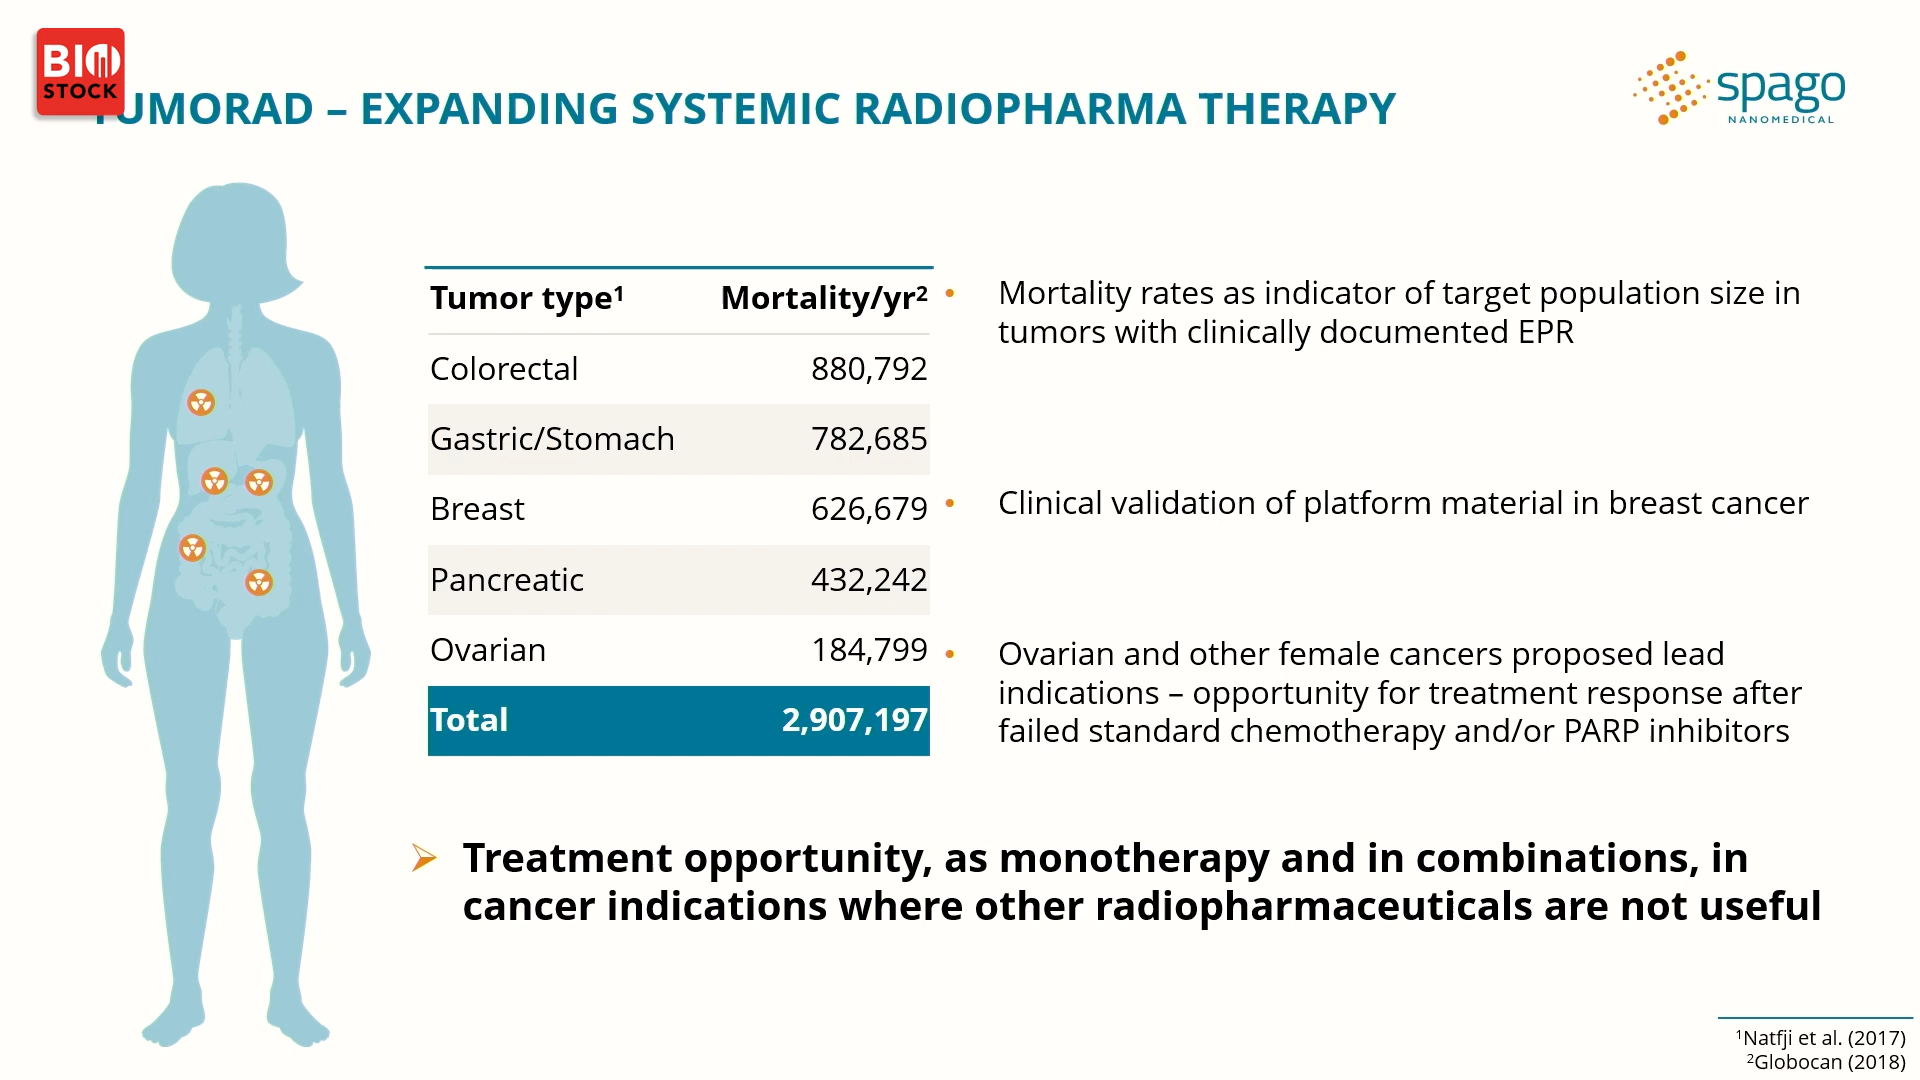 BIO
STOCK
TUMORAD – EXPANDING SYSTEMIC RADIOPHARMA THERAPY
spago
NANOMEDICAL
Tumor type¹ Mortality/yr²
Colorectal 880,792
Gastric/Stomach 782,685
Breast 626,679
Pancreatic 432,242
Ovarian 184,799
Total 2,907,197
• Mortality rates as indicator of target population size in
tumors with clinically documented EPR
• Clinical validation of platform material in breast cancer
• Ovarian and other female cancers proposed lead
indications – opportunity for treatment response after
failed standard chemotherapy and/or PARP inhibitors
➢ Treatment opportunity, as monotherapy and in combinations, in
cancer indications where other radiopharmaceuticals are not useful
¹Natfji et al. (2017)
²Globocan (2018)